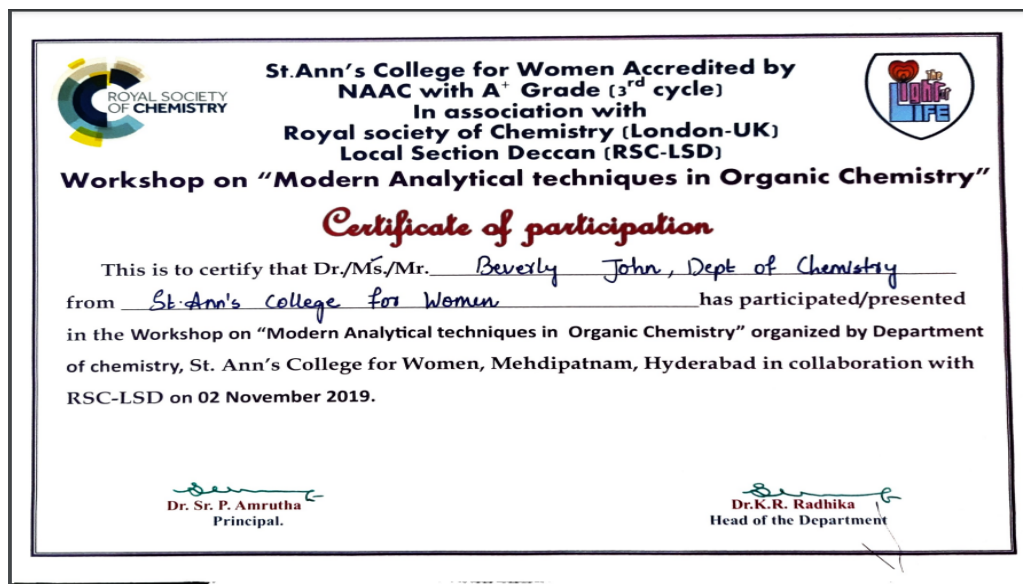 ROYAL SOCIETY
OF CHEMISTRY
The
Light of
LIFE
St.Ann's College for Women Accredited by
NAAC with A+ Grade (3rd cycle)
In association with
Royal society of Chemistry (London-UK)
Local Section Deccan (RSC-LSD)
Workshop on "Modern Analytical techniques in Organic Chemistry"
Certificate of participation
This is to certify that Dr./Ms./Mr. Beverly John, Dept of Chemistry
from St.Ann's College for Women has participated/presented
in the Workshop on "Modern Analytical techniques in Organic Chemistry" organized by Department
of chemistry, St. Ann's College for Women, Mehdipatnam, Hyderabad in collaboration with
RSC-LSD on 02 November 2019.
Dr. Sr. P. Amrutha
Principal.
Dr.K.R. Radhika
Head of the Department